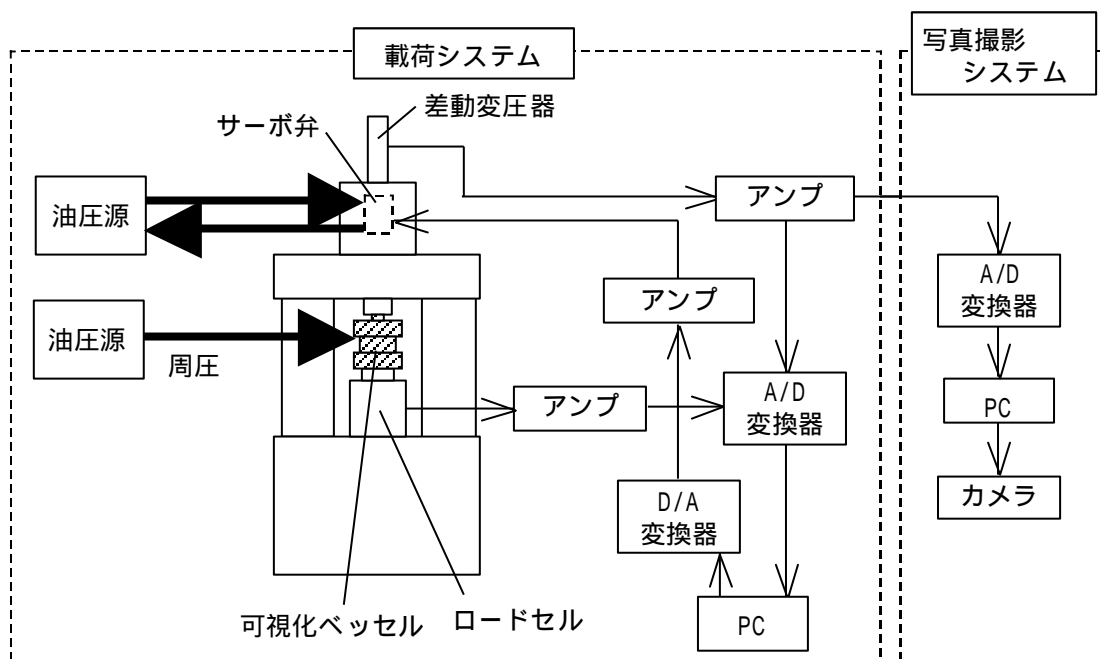 載荷システム
写真撮影
システム
差動変圧器
サーボ弁
油圧源
アンプ
A/D
変換器
アンプ
油圧源
周圧
PC
アンプ
A/D
変換器
カメラ
D/A
変換器
可視化ベッセル
ロードセル
PC